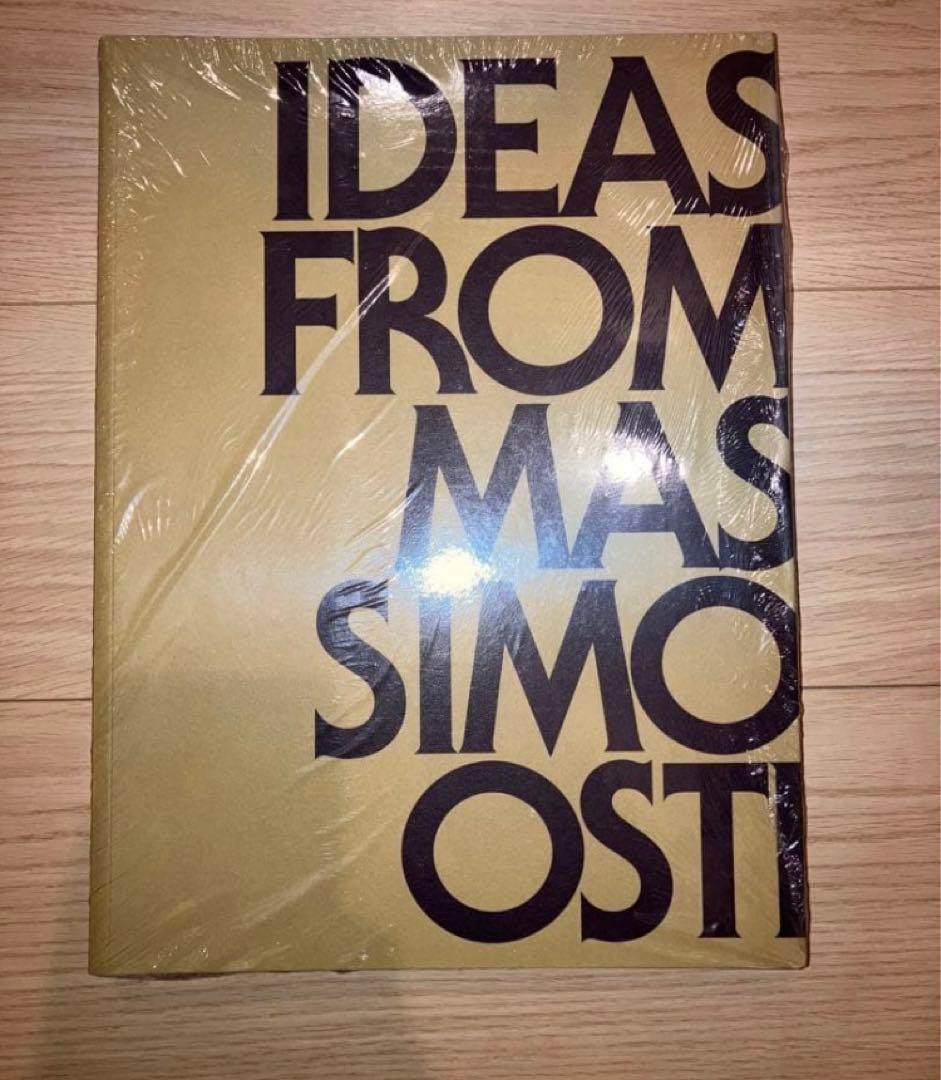 IDEAS
FROM
MAS
SIMO
OSTI